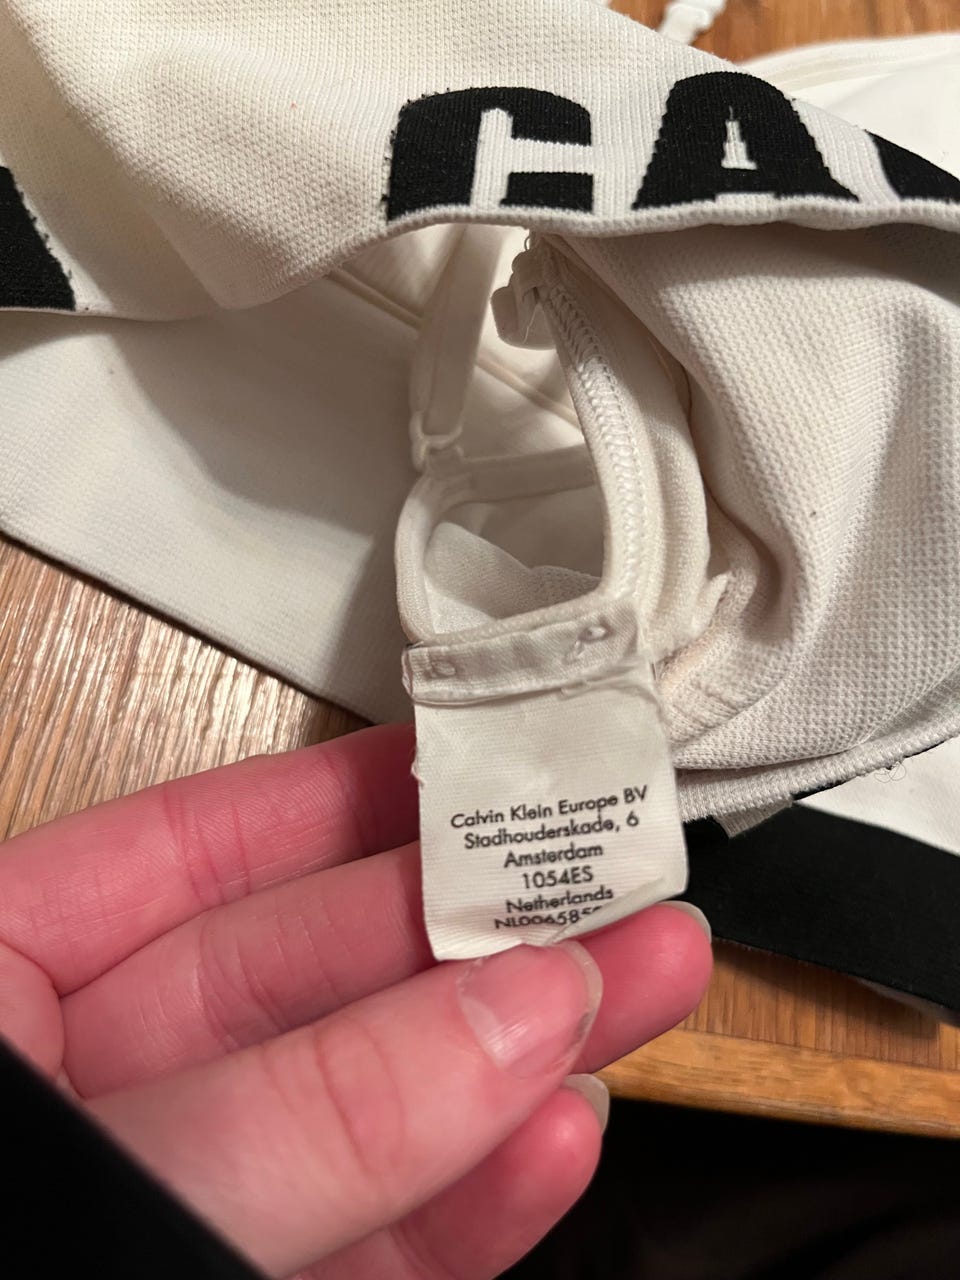 CA
Calvin Klein Europe BV
Stadhouderskade, 6
Amsterdam
1054ES
Netherlands